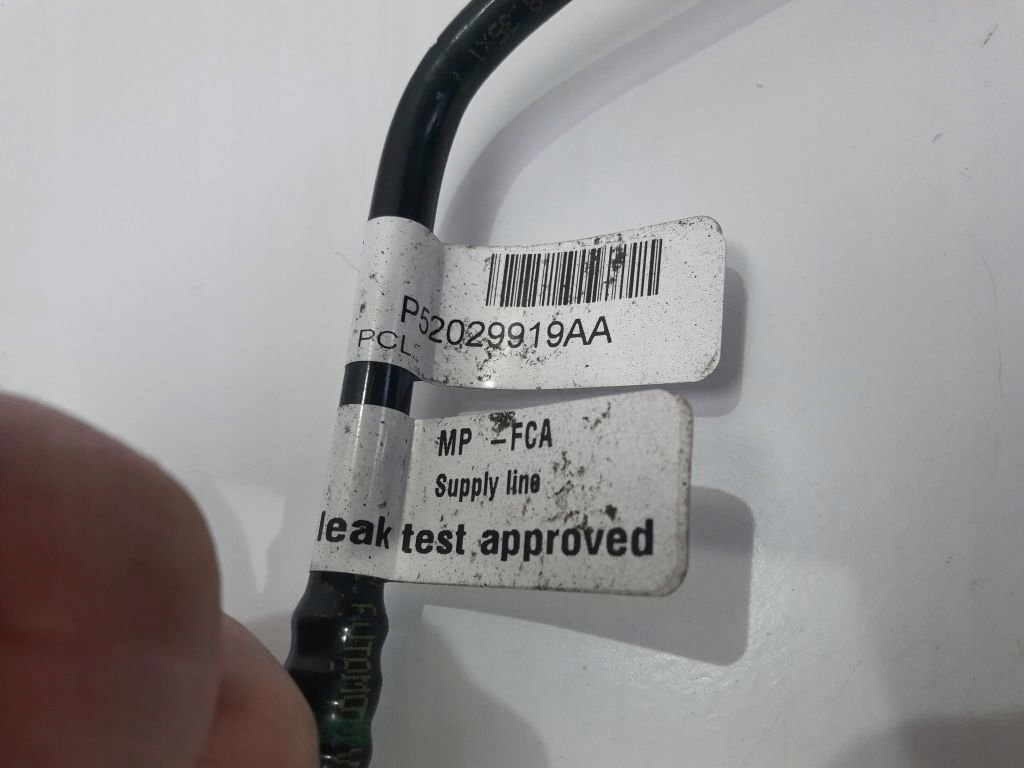 P52029919AA
PCL
MP -FCA
Supply line
leak test approved